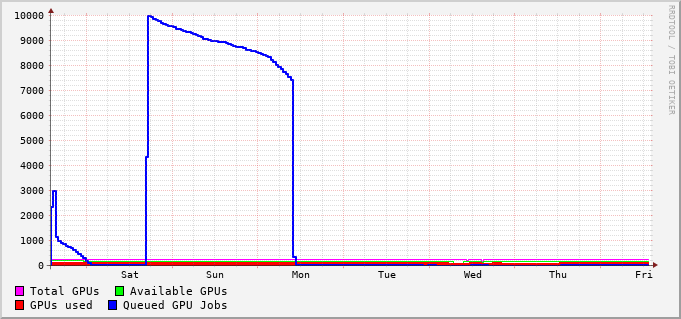 10000
9000
8000
7000
6000
5000
4000
3000
2000
1000
0
Sat Sun Mon Tue Wed Thu Fri
Total GPUs Available GPUs
GPUs used Queued GPU Jobs
RRDTOOL / TOBI OETIKER